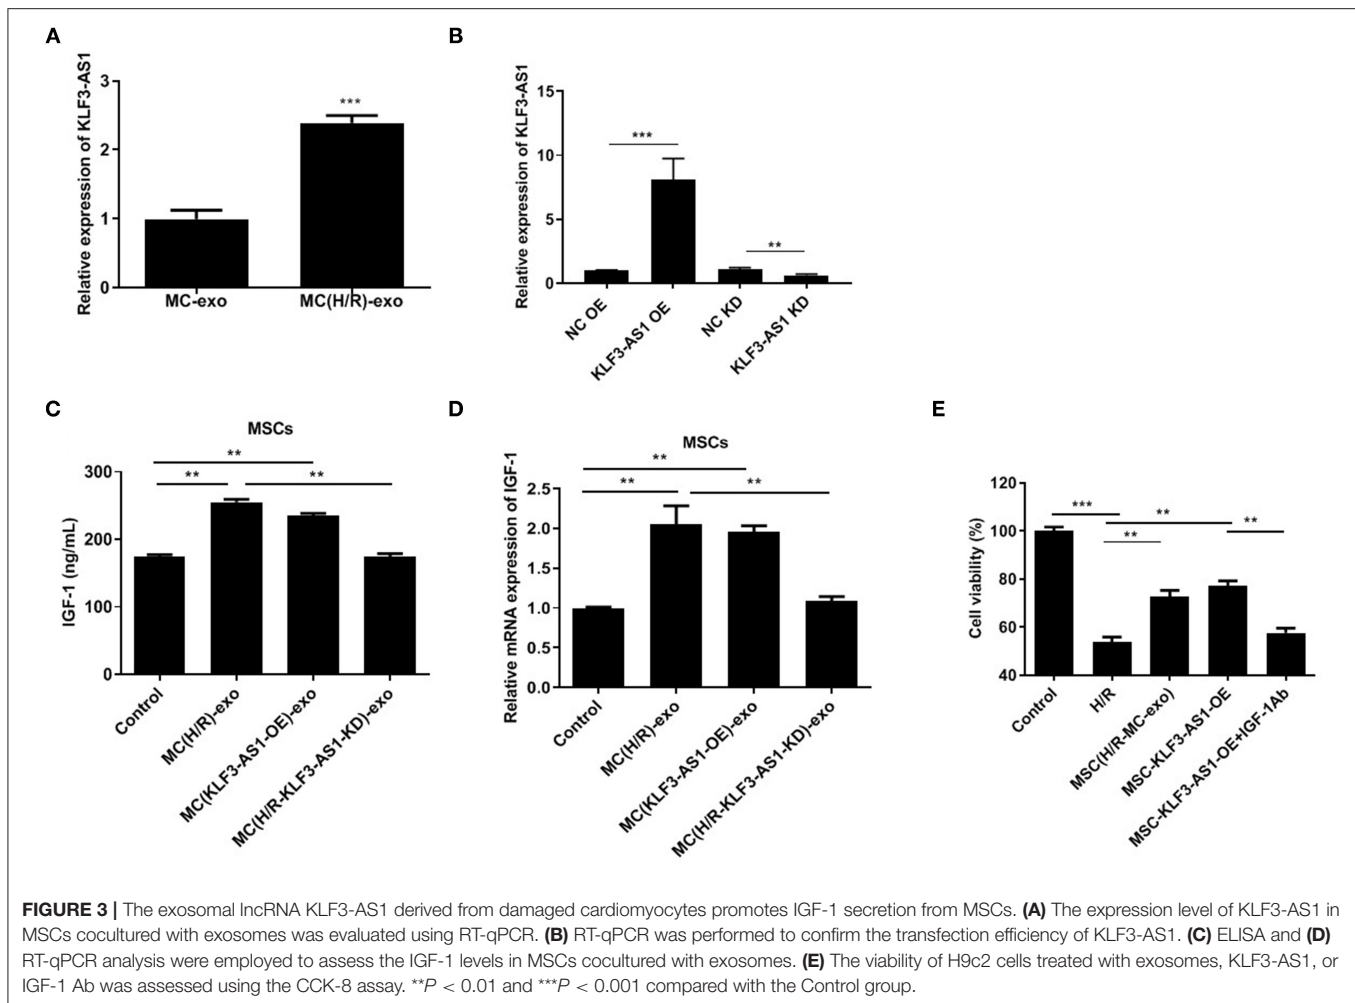 A
Relative expression of KLF3-AS1
3
2
1
0
***
MC-exo
MC(H/R)-exo
B
Relative expression of KLF3-AS1
15
10
5
0
***
**
NC OE
KLF3-AS1 OE
NC KD
KLF3-AS1 KD
C
MSCs
IGF-1 (ng/mL)
300
200
100
0
**
**
**
Control
MC(H/R)-exo
MC(KLF3-AS1-OE)-exo
MC(H/R-KLF3-AS1-KD)-exo
D
MSCs
Relative mRNA expression of IGF-1
2.5
2.0
1.5
1.0
0.5
0.0
**
**
**
Control
MC(H/R)-exo
MC(KLF3-AS1-OE)-exo
MC(H/R-KLF3-AS1-KD)-exo
E
Cell viability (%)
120
100
80
60
40
***
**
**
**
Control
H/R
MSC(H/R-MC-exo)
MSC-KLF3-AS1-OE
MSC-KLF3-AS1-OE+IGF-1Ab
FIGURE 3 | The exosomal lncRNA KLF3-AS1 derived from damaged cardiomyocytes promotes IGF-1 secretion from MSCs. (A) The expression level of KLF3-AS1 in
MSCs cocultured with exosomes was evaluated using RT-qPCR. (B) RT-qPCR was performed to confirm the transfection efficiency of KLF3-AS1. (C) ELISA and (D)
RT-qPCR analysis were employed to assess the IGF-1 levels in MSCs cocultured with exosomes. (E) The viability of H9c2 cells treated with exosomes, KLF3-AS1, or
IGF-1 Ab was assessed using the CCK-8 assay. **P < 0.01 and ***P < 0.001 compared with the Control group.